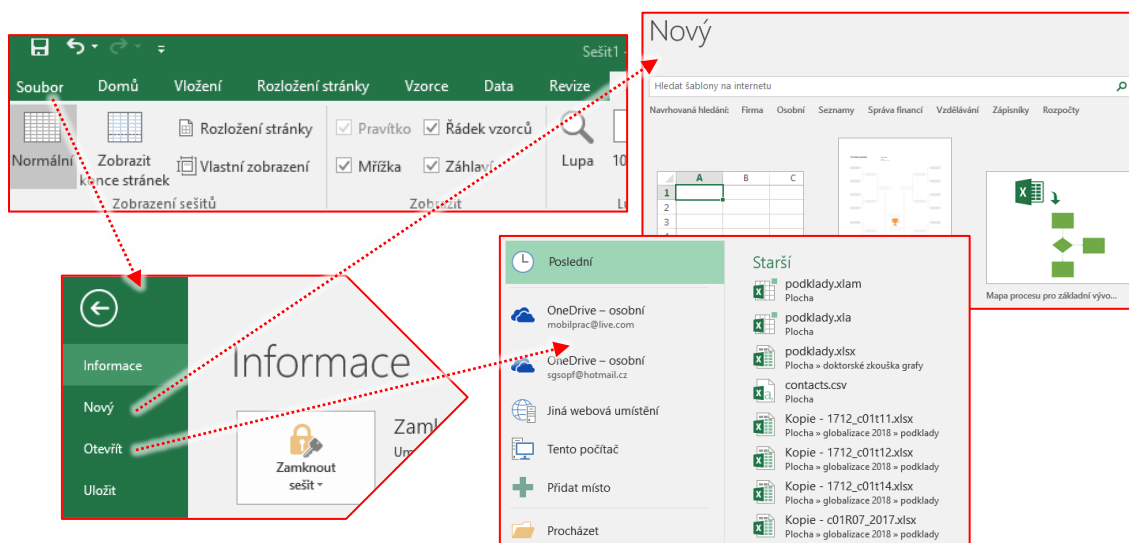 Sešit1 -
Soubor Domů Vložení Rozložení stránky Vzorce Data Revize
Normální
Zobrazit
konce stránek
Rozložení stránky
Vlastní zobrazení
Zobrazení sešitů
Pravítko
Řádek vzorců
Mřížka
Záhlaví
Zobrazit
Lupa
10
Nový
Hledat šablony na internetu
Navrhovaná hledání: Firma Osobní Seznamy Správa financí Vzdělávání Zápisníky Rozpočty
A B C
1
2
3
Mapa procesu pro základní vývo...
Informace
Nový
Otevřít
Uložit
Informace
Zamknout
sešit
Zamk
Um
Poslední
OneDrive – osobní
mobilprac@live.com
OneDrive – osobní
sgsopf@hotmail.cz
Jiná webová umístění
Tento počítač
Přidat místo
Procházet
Starší
podklady.xlam
Plocha
podklady.xla
Plocha
podklady.xlsx
Plocha » doktorské zkouška grafy
contacts.csv
Plocha
Kopie - 1712_c01t11.xlsx
Plocha » globalizace 2018 » podklady
Kopie - 1712_c01t12.xlsx
Plocha » globalizace 2018 » podklady
Kopie - 1712_c01t14.xlsx
Plocha » globalizace 2018 » podklady
Kopie - c01R07_2017.xlsx
Plocha » globalizace 2018 » podklady